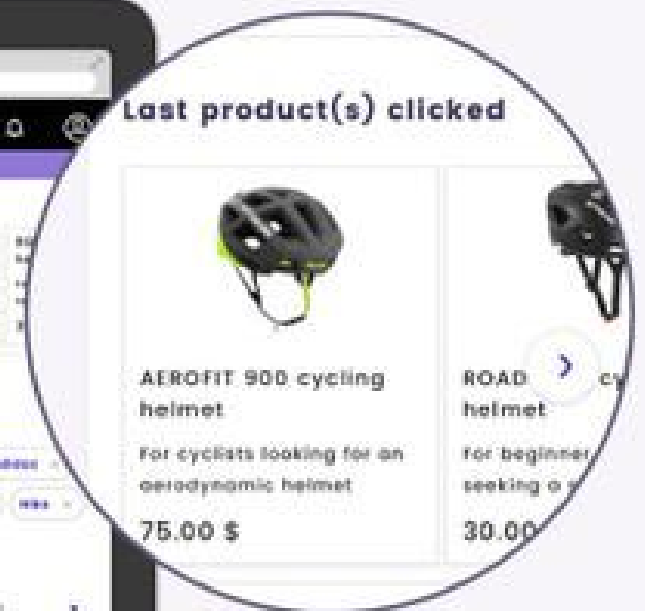 Last product(s) clicked
AEROFIT 900 cycling
helmet
For cyclists looking for an
aerodynamic helmet
75.00 $
ROAD
helmet
For beginner
seeking a
30.00